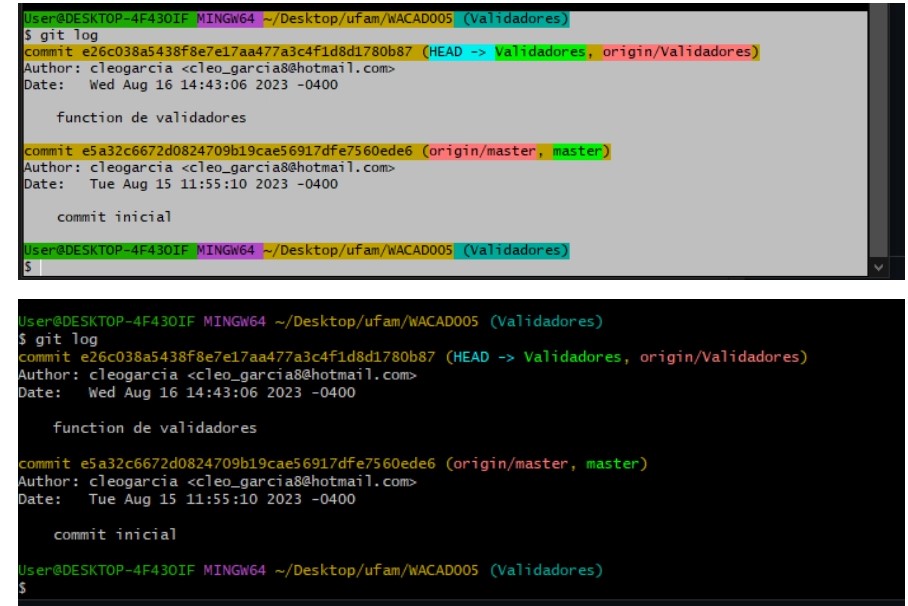 User@DESKTOP-4F43OIF MINGW64 ~/Desktop/ufam/WACAD005 (Validadores)
$ git log
commit e26c038a5438f8e7e17aa477a3c4f1d8d1780b87 (HEAD -> Validadores, origin/Validadores)
Author: cleogarcia <cleo_garcia8@hotmail.com>
Date:   Wed Aug 16 14:43:06 2023 -0400
function de validadores
commit e5a32c6672d0824709b19cae56917dfe7560ede6 (origin/master, master)
Author: cleogarcia <cleo_garcia8@hotmail.com>
Date:   Tue Aug 15 11:55:10 2023 -0400
commit inicial
User@DESKTOP-4F43OIF MINGW64 ~/Desktop/ufam/WACAD005 (Validadores)
$
User@DESKTOP-4F43OIF MINGW64 ~/Desktop/ufam/WACAD005 (Validadores)
$ git log
commit e26c038a5438f8e7e17aa477a3c4f1d8d1780b87 (HEAD -> Validadores, origin/Validadores)
Author: cleogarcia <cleo_garcia8@hotmail.com>
Date:   Wed Aug 16 14:43:06 2023 -0400
function de validadores
commit e5a32c6672d0824709b19cae56917dfe7560ede6 (origin/master, master)
Author: cleogarcia <cleo_garcia8@hotmail.com>
Date:   Tue Aug 15 11:55:10 2023 -0400
commit inicial
User@DESKTOP-4F43OIF MINGW64 ~/Desktop/ufam/WACAD005 (Validadores)
$